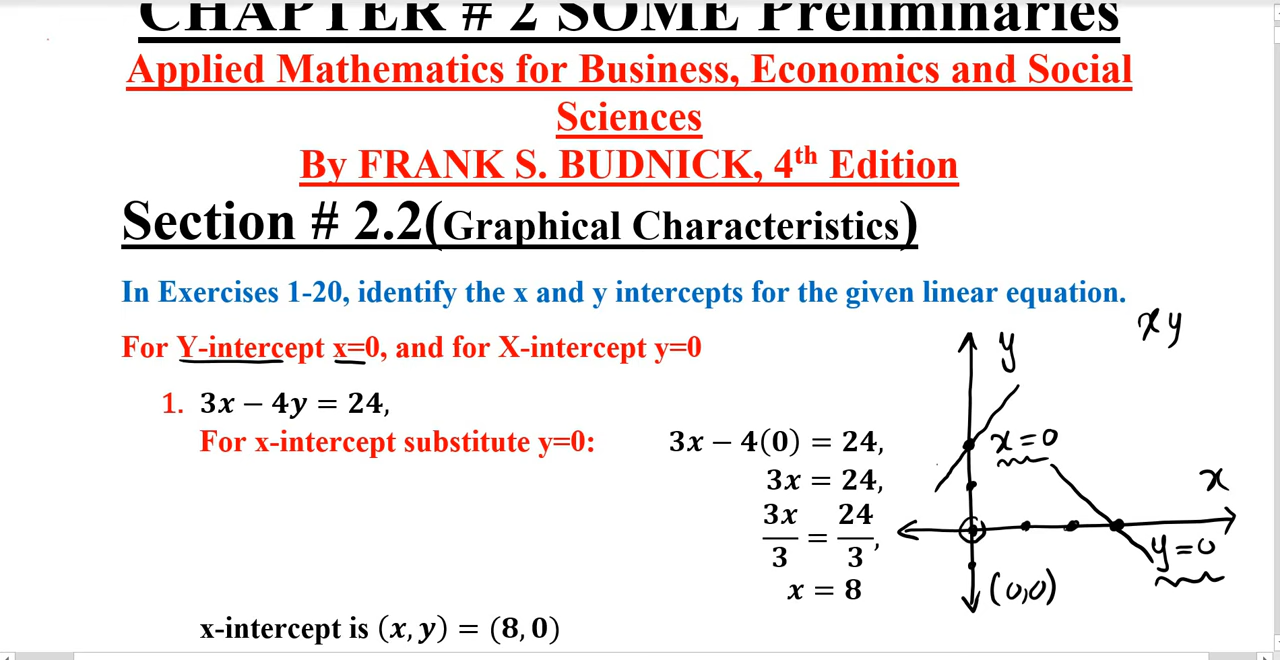 CHAPTER # 2 SOME Preliminaries
Applied Mathematics for Business, Economics and Social
Sciences
By FRANK S. BUDNICK, 4th Edition
Section # 2.2(Graphical Characteristics)
In Exercises 1-20, identify the x and y intercepts for the given linear equation.
x y
For Y-intercept x=0, and for X-intercept y=0
y
1. 3x − 4y = 24,
For x-intercept substitute y=0: 3x − 4(0) = 24,
x=0
3x = 24,
x
3x/3 = 24/3,
y=0
x = 8
(0,0)
x-intercept is (x, y) = (8, 0)